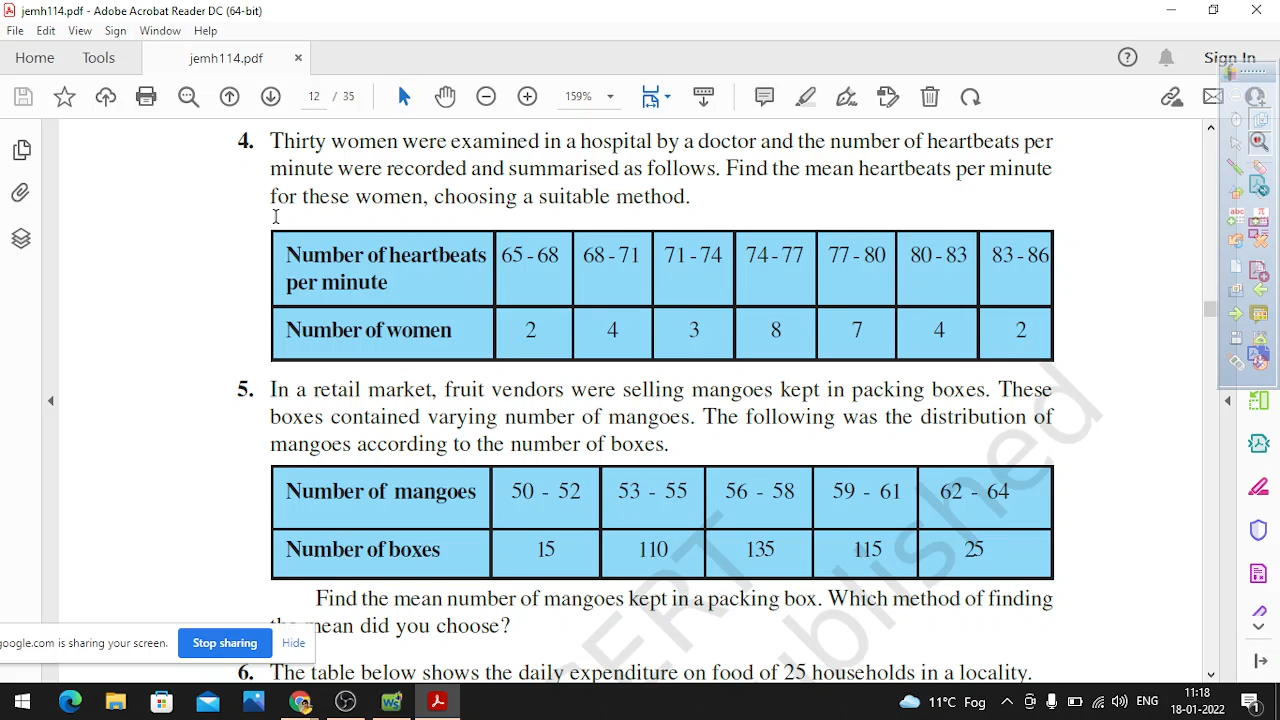 jemh114.pdf - Adobe Acrobat Reader DC (64-bit)
File Edit View Sign Window Help
Home Tools jemh114.pdf × Sign In
12 / 35 159%
4. Thirty women were examined in a hospital by a doctor and the number of heartbeats per
minute were recorded and summarised as follows. Find the mean heartbeats per minute
for these women, choosing a suitable method.
Number of heartbeats 65 - 68 68 - 71 71 - 74 74 - 77 77 - 80 80 - 83 83 - 86
per minute
Number of women 2 4 3 8 7 4 2
5. In a retail market, fruit vendors were selling mangoes kept in packing boxes. These
boxes contained varying number of mangoes. The following was the distribution of
mangoes according to the number of boxes.
Number of mangoes 50 - 52 53 - 55 56 - 58 59 - 61 62 - 64
Number of boxes 15 110 135 115 25
Find the mean number of mangoes kept in a packing box. Which method of finding
mean did you choose?
google.com is sharing your screen. Stop sharing Hide
6. The table below shows the daily expenditure on food of 25 households in a locality.
11°C Fog ENG 11:18
18-01-2022